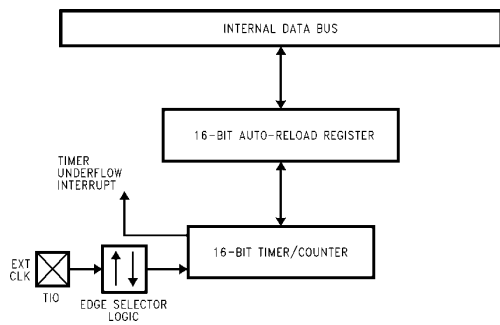 INTERNAL DATA BUS
16-BIT AUTO-RELOAD REGISTER
TIMER
UNDERFLOW
INTERRUPT
16-BIT TIMER/COUNTER
EXT
CLK
TIO
EDGE SELECTOR
LOGIC